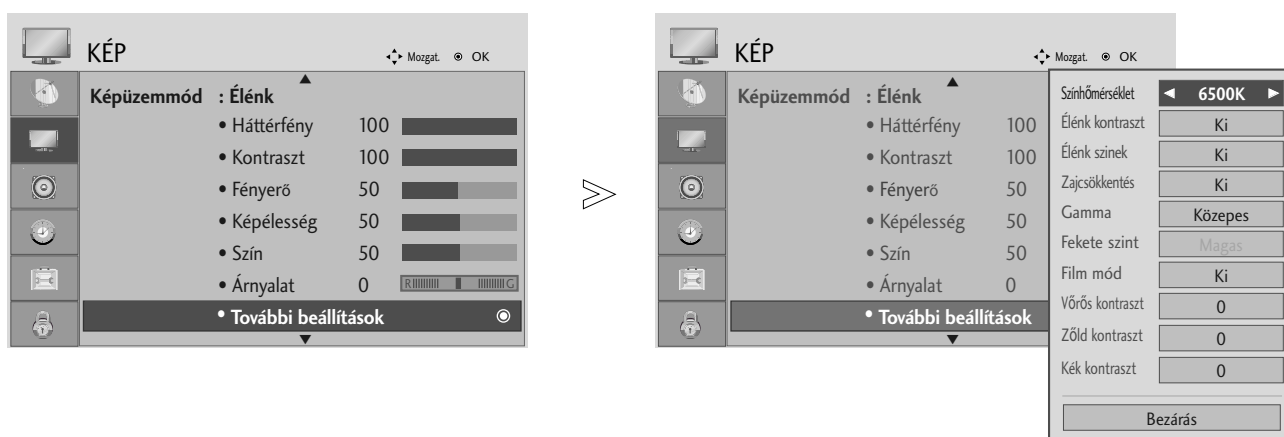 KÉP
Mozgat. OK
Képüzemmód : Élénk
• Háttérfény 100
• Kontraszt 100
• Fényerő 50
• Képélesség 50
• Szín 50
• Árnyalat 0 R G
• További beállítások
KÉP
Mozgat. OK
Képüzemmód : Élénk
• Háttérfény 100
• Kontraszt 100
• Fényerő 50
• Képélesség 50
• Szín 50
• Árnyalat 0
• További beállítások
Színhőmérséklet 6500K
Élénk kontraszt Ki
Élénk szinek Ki
Zajcsökkentés Ki
Gamma Közepes
Fekete szint Magas
Film mód Ki
Vőrős kontraszt 0
Zőld kontraszt 0
Kék kontraszt 0
Bezárás